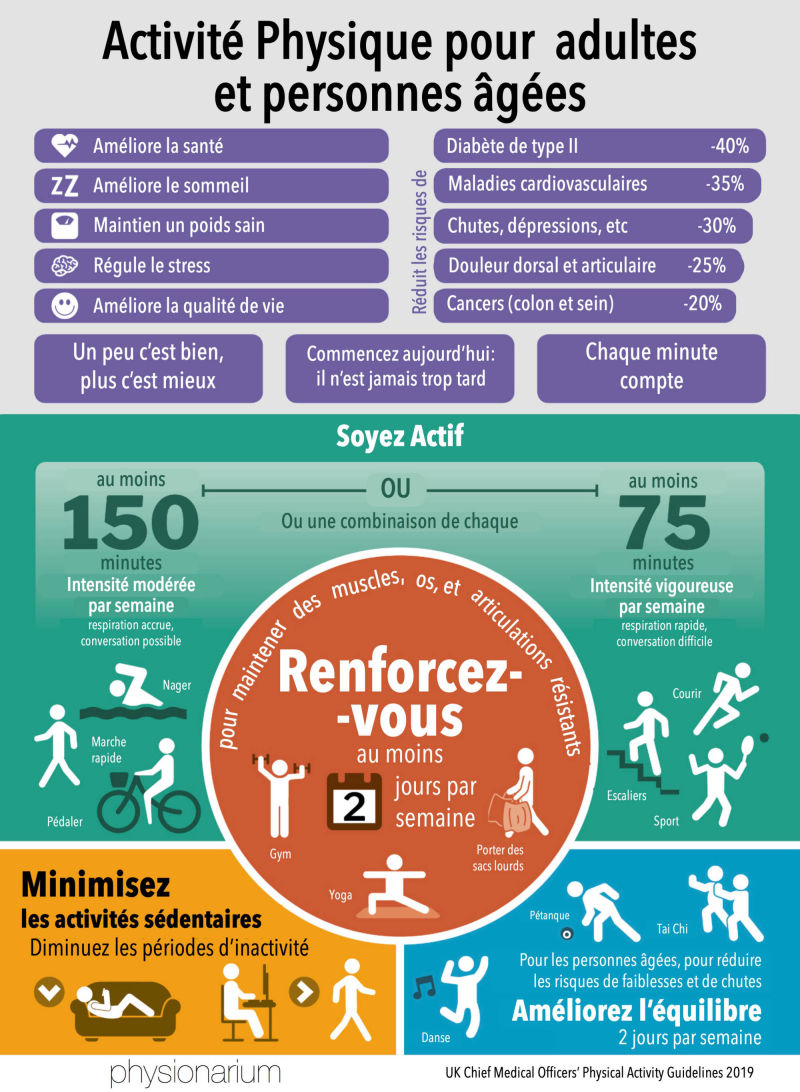 Activité Physique pour adultes
et personnes âgées
Améliore la santé
ZZ Améliore le sommeil
Maintien un poids sain
Régule le stress
Améliore la qualité de vie
Réduit les risques de
Diabète de type II -40%
Maladies cardiovasculaires -35%
Chutes, dépressions, etc -30%
Douleur dorsal et articulaire -25%
Cancers (colon et sein) -20%
Un peu c'est bien,
plus c'est mieux
Commencez aujourd'hui:
il n'est jamais trop tard
Chaque minute
compte
Soyez Actif
au moins
150
minutes
Intensité modérée
par semaine
respiration accrue,
conversation possible
OU
Ou une combinaison de chaque
au moins
75
minutes
Intensité vigoureuse
par semaine
respiration rapide,
conversation difficile
Nager
Marche
rapide
Pédaler
pour maintener des muscles, os, et articulations résistants
Renforcez-
-vous
au moins
2 jours par
semaine
Gym
Yoga
Porter des
sacs lourds
Courir
Escaliers
Sport
Minimisez
les activités sédentaires
Diminuez les périodes d'inactivité
Pétanque
Tai Chi
Pour les personnes âgées, pour réduire
les risques de faiblesses et de chutes
Améliorez l'équilibre
2 jours par semaine
Danse
physionarium
UK Chief Medical Officers' Physical Activity Guidelines 2019